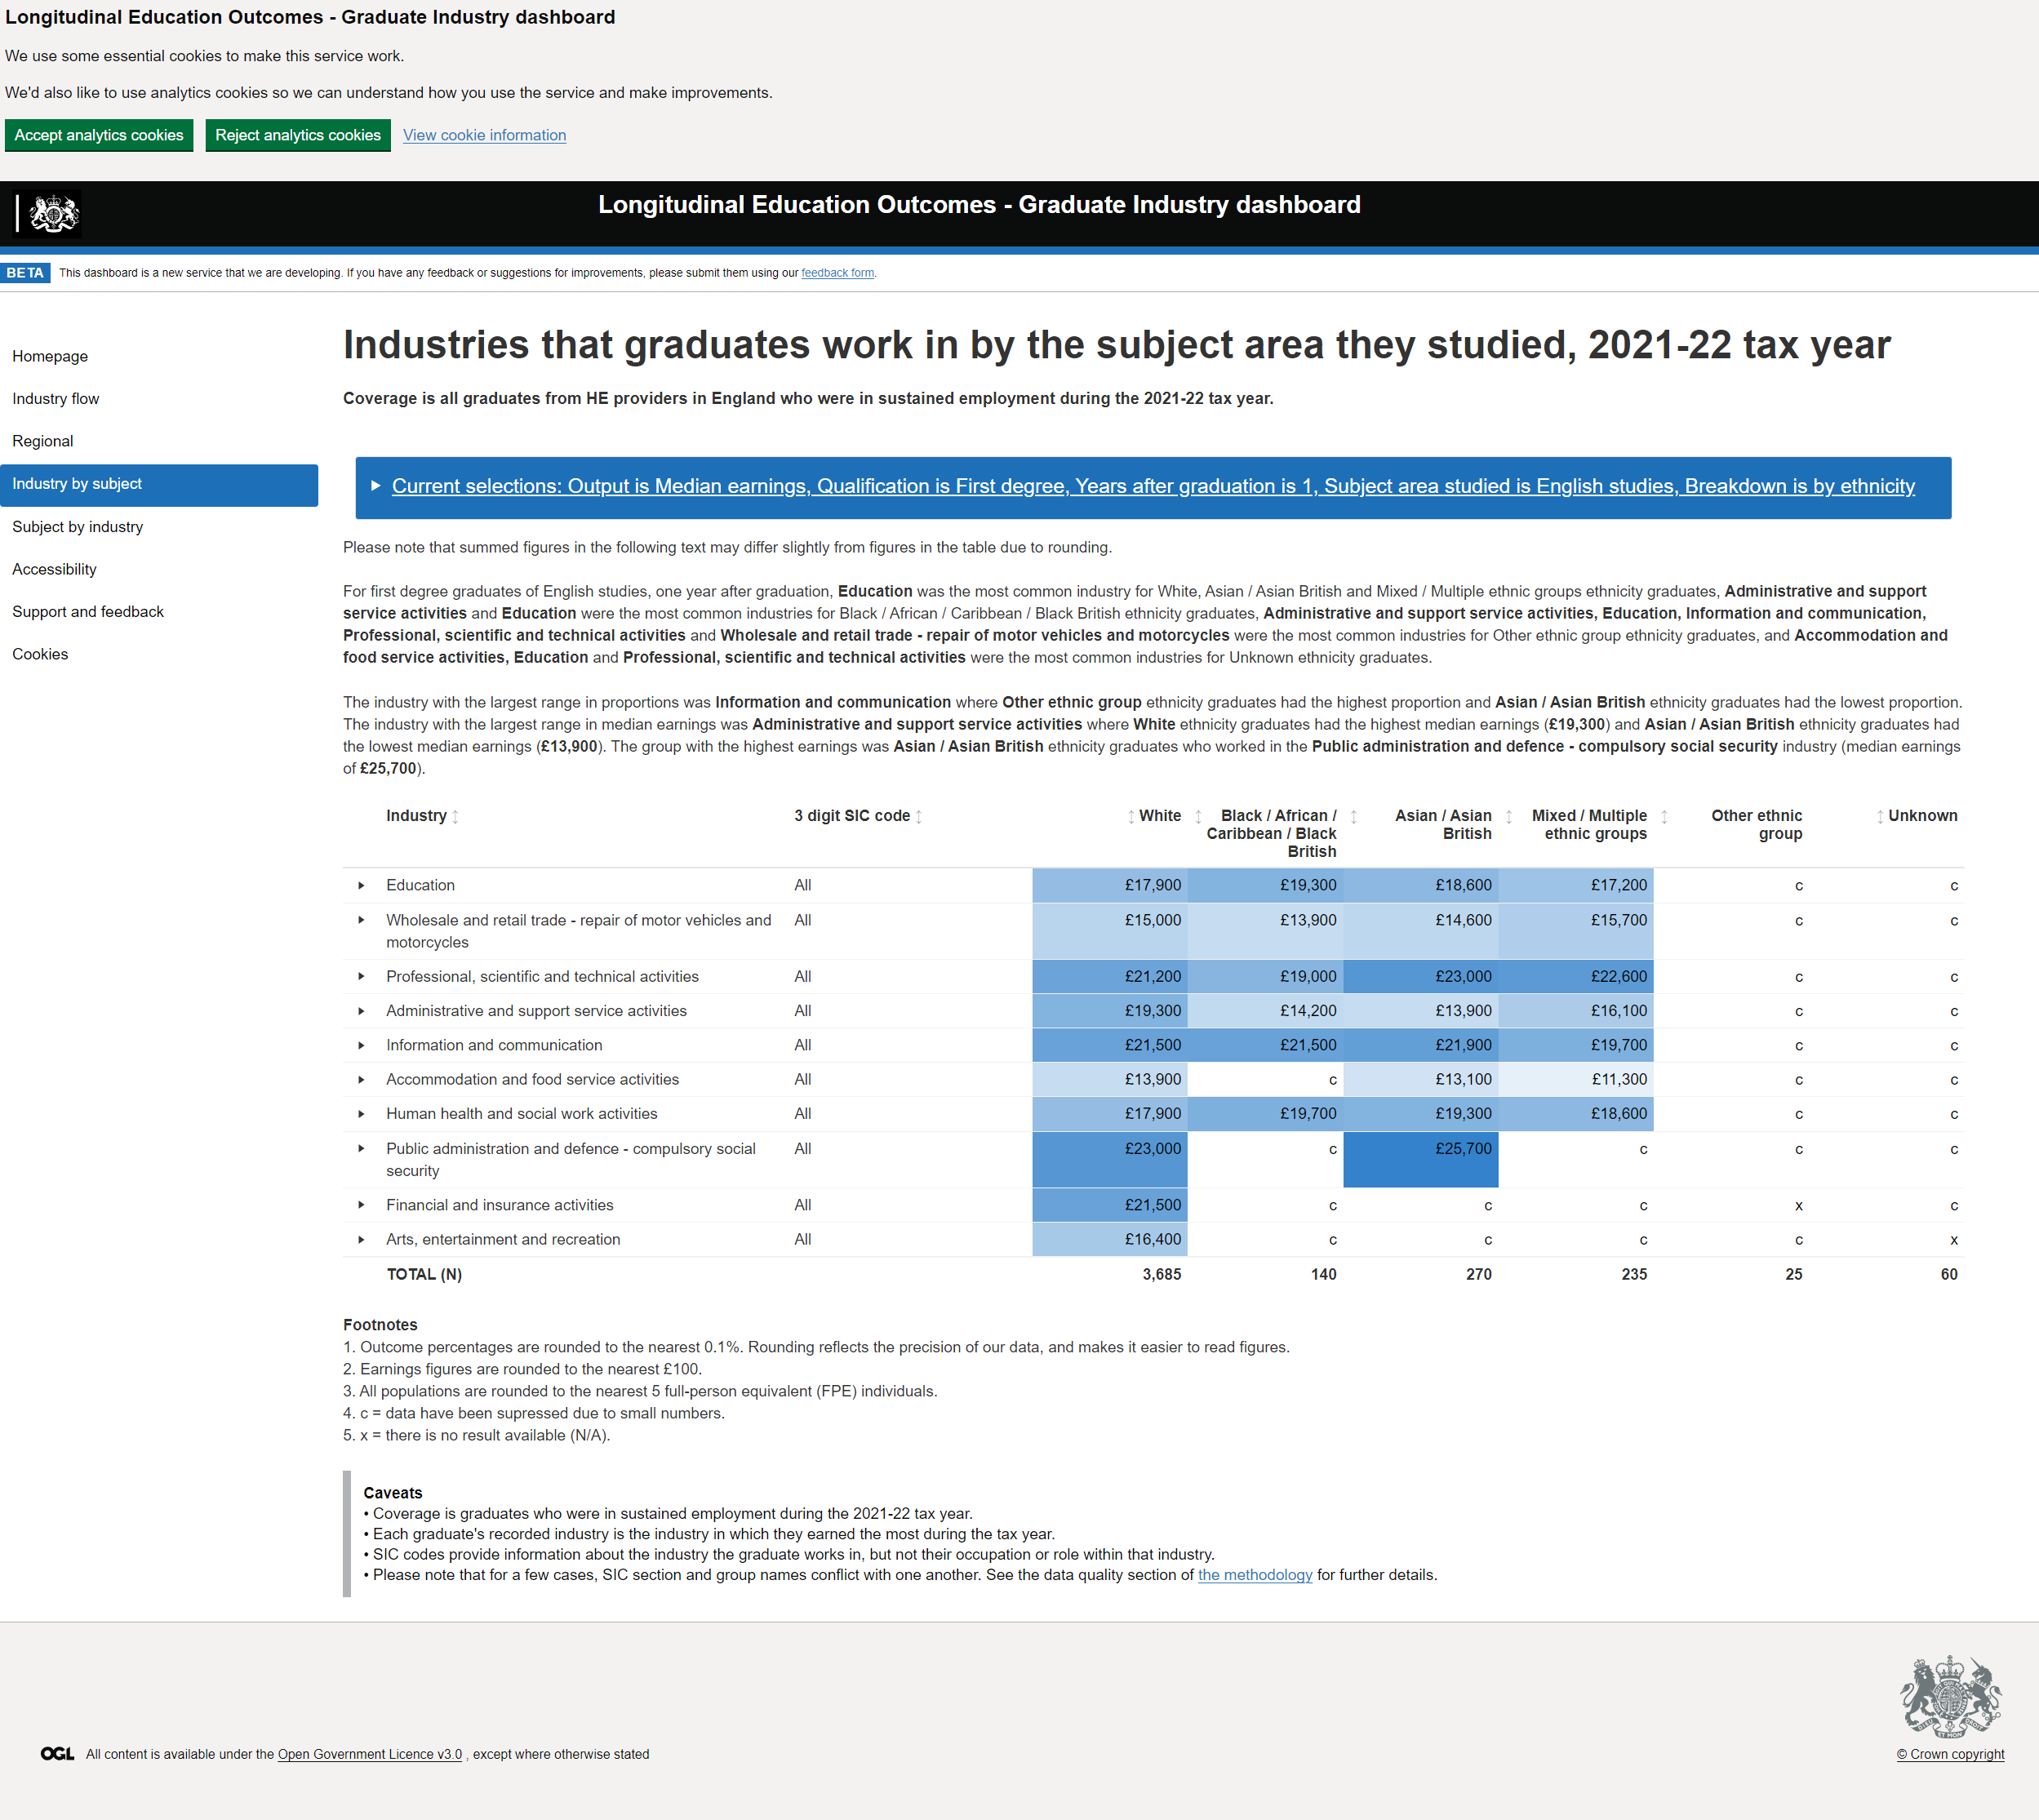 Longitudinal Education Outcomes - Graduate Industry dashboard
We use some essential cookies to make this service work.
We'd also like to use analytics cookies so we can understand how you use the service and make improvements.
Accept analytics cookies Reject analytics cookies View cookie information
Longitudinal Education Outcomes - Graduate Industry dashboard
BETA This dashboard is a new service that we are developing. If you have any feedback or suggestions for improvements, please submit them using our feedback form.
Homepage
Industry flow
Regional
Industry by subject
Subject by industry
Accessibility
Support and feedback
Cookies
Industries that graduates work in by the subject area they studied, 2021-22 tax year
Coverage is all graduates from HE providers in England who were in sustained employment during the 2021-22 tax year.
Current selections: Output is Median earnings, Qualification is First degree, Years after graduation is 1, Subject area studied is English studies, Breakdown is by ethnicity
Please note that summed figures in the following text may differ slightly from figures in the table due to rounding.
For first degree graduates of English studies, one year after graduation, Education was the most common industry for White, Asian / Asian British and Mixed / Multiple ethnic groups ethnicity graduates, Administrative and support
service activities and Education were the most common industries for Black / African / Caribbean / Black British ethnicity graduates, Administrative and support service activities, Education, Information and communication,
Professional, scientific and technical activities and Wholesale and retail trade - repair of motor vehicles and motorcycles were the most common industries for Other ethnic group ethnicity graduates, and Accommodation and
food service activities, Education and Professional, scientific and technical activities were the most common industries for Unknown ethnicity graduates.
The industry with the largest range in proportions was Information and communication where Other ethnic group ethnicity graduates had the highest proportion and Asian / Asian British ethnicity graduates had the lowest proportion.
The industry with the largest range in median earnings was Administrative and support service activities where White ethnicity graduates had the highest median earnings (£19,300) and Asian / Asian British ethnicity graduates had
the lowest median earnings (£13,900). The group with the highest earnings was Asian / Asian British ethnicity graduates who worked in the Public administration and defence - compulsory social security industry (median earnings
of £25,700).
Industry 3 digit SIC code White Black / African / Asian / Asian Mixed / Multiple Other ethnic Unknown
Caribbean / Black British ethnic groups group
British
Education All £17,900 £19,300 £18,600 £17,200 c c
Wholesale and retail trade - repair of motor vehicles and All £15,000 £13,900 £14,600 £15,700 c c
motorcycles
Professional, scientific and technical activities All £21,200 £19,000 £23,000 £22,600 c c
Administrative and support service activities All £19,300 £14,200 £13,900 £16,100 c c
Information and communication All £21,500 £21,500 £21,900 £19,700 c c
Accommodation and food service activities All £13,900 c £13,100 £11,300 c c
Human health and social work activities All £17,900 £19,700 £19,300 £18,600 c c
Public administration and defence - compulsory social All £23,000 c £25,700 c c c
security
Financial and insurance activities All £21,500 c c c x c
Arts, entertainment and recreation All £16,400 c c c c x
TOTAL (N) 3,685 140 270 235 25 60
Footnotes
1. Outcome percentages are rounded to the nearest 0.1%. Rounding reflects the precision of our data, and makes it easier to read figures.
2. Earnings figures are rounded to the nearest £100.
3. All populations are rounded to the nearest 5 full-person equivalent (FPE) individuals.
4. c = data have been supressed due to small numbers.
5. x = there is no result available (N/A).
Caveats
• Coverage is graduates who were in sustained employment during the 2021-22 tax year.
• Each graduate's recorded industry is the industry in which they earned the most during the tax year.
• SIC codes provide information about the industry the graduate works in, but not their occupation or role within that industry.
• Please note that for a few cases, SIC section and group names conflict with one another. See the data quality section of the methodology for further details.
OGL All content is available under the Open Government Licence v3.0 , except where otherwise stated
© Crown copyright